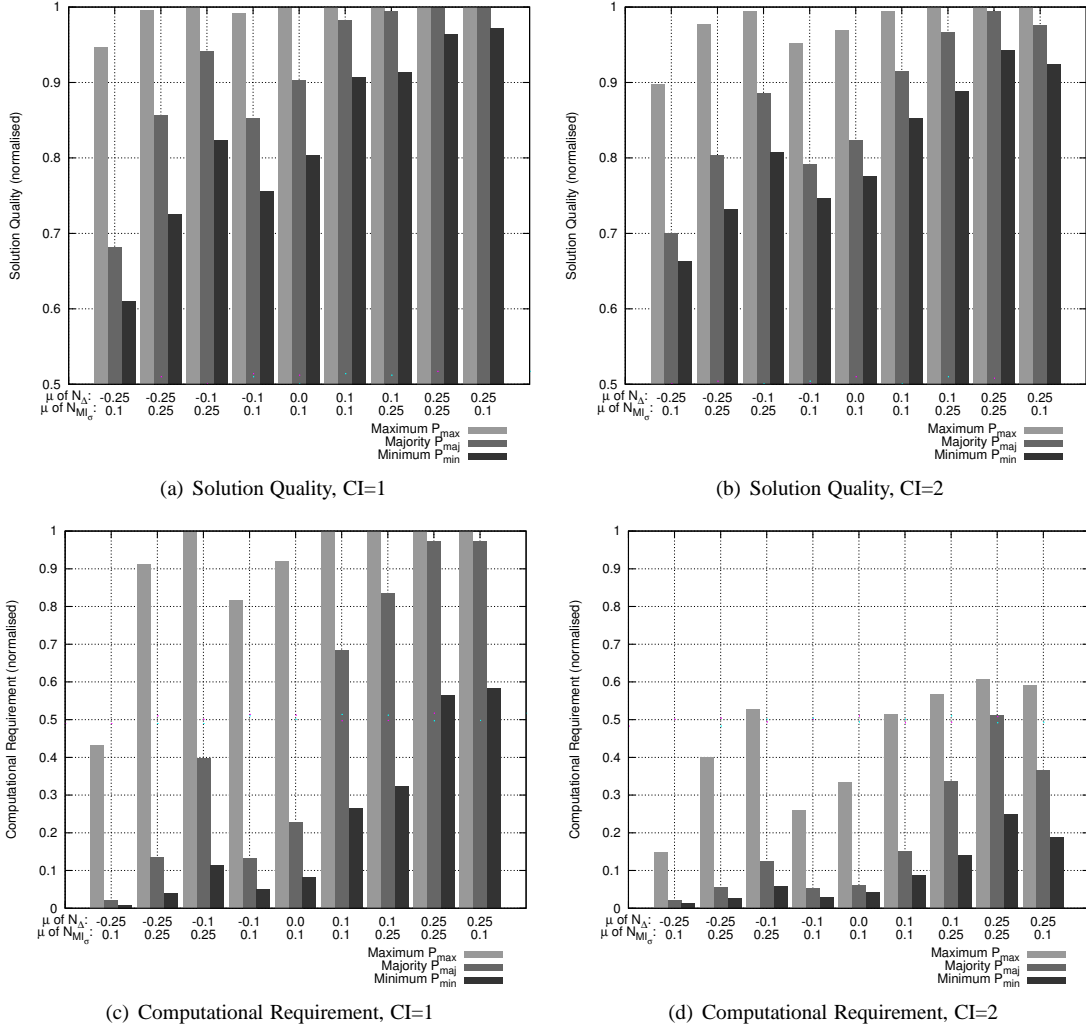 1
0.9
0.8
0.7
0.6
0.5
Solution Quality (normalised)
μ of N_Δ: -0.25 -0.25 -0.1 -0.1 0.0 0.1 0.1 0.25 0.25
μ of N_MI_σ: 0.1 0.25 0.25 0.1 0.1 0.1 0.25 0.25 0.1
Maximum P_max
Majority P_maj
Minimum P_min
(a) Solution Quality, CI=1
1
0.9
0.8
0.7
0.6
0.5
Solution Quality (normalised)
μ of N_Δ: -0.25 -0.25 -0.1 -0.1 0.0 0.1 0.1 0.25 0.25
μ of N_MI_σ: 0.1 0.25 0.25 0.1 0.1 0.1 0.25 0.25 0.1
Maximum P_max
Majority P_maj
Minimum P_min
(b) Solution Quality, CI=2
1
0.9
0.8
0.7
0.6
0.5
0.4
0.3
0.2
0.1
0
Computational Requirement (normalised)
μ of N_Δ: -0.25 -0.25 -0.1 -0.1 0.0 0.1 0.1 0.25 0.25
μ of N_MI_σ: 0.1 0.25 0.25 0.1 0.1 0.1 0.25 0.25 0.1
Maximum P_max
Majority P_maj
Minimum P_min
(c) Computational Requirement, CI=1
1
0.9
0.8
0.7
0.6
0.5
0.4
0.3
0.2
0.1
0
Computational Requirement (normalised)
μ of N_Δ: -0.25 -0.25 -0.1 -0.1 0.0 0.1 0.1 0.25 0.25
μ of N_MI_σ: 0.1 0.25 0.25 0.1 0.1 0.1 0.25 0.25 0.1
Maximum P_max
Majority P_maj
Minimum P_min
(d) Computational Requirement, CI=2